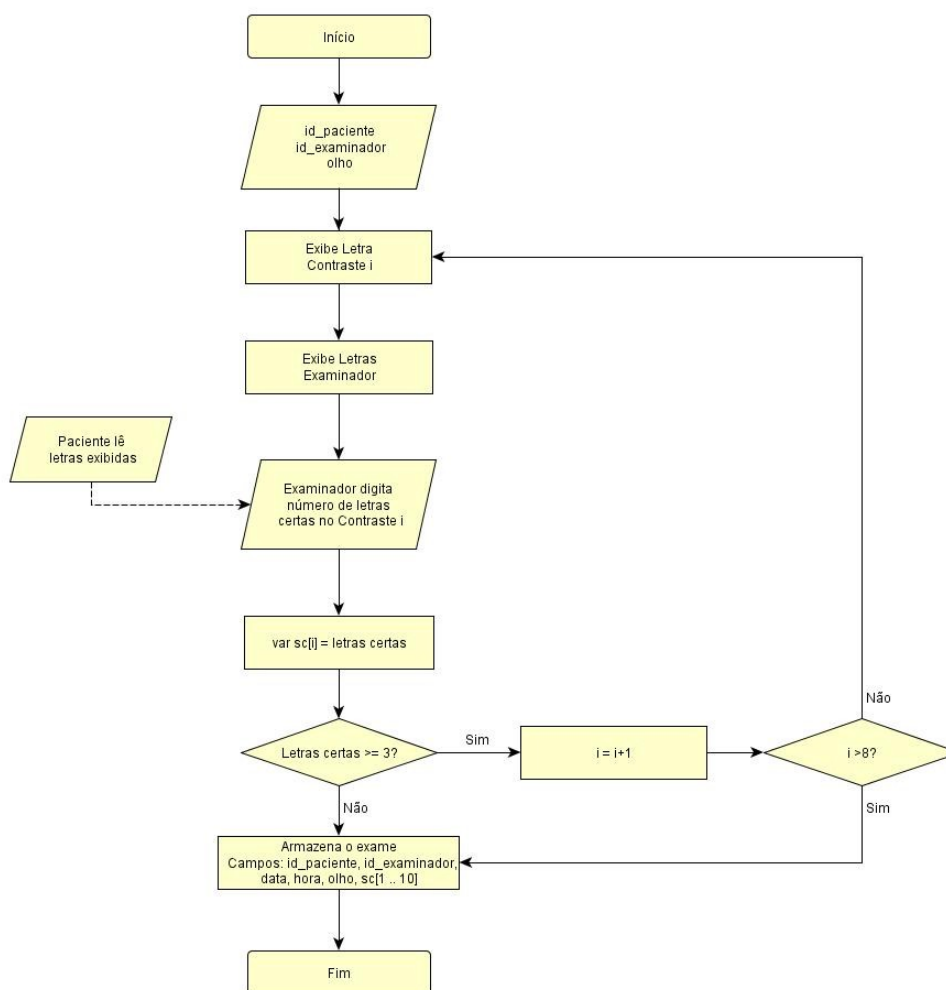 Início
id_paciente
id_examinador
olho
Exibe Letra
Contraste i
Exibe Letras
Examinador
Paciente lê
letras exibidas
Examinador digita
número de letras
certas no Contraste i
var sc[i] = letras certas
Letras certas >= 3?
Sim
i = i+1
i >8?
Não
Sim
Não
Armazena o exame
Campos: id_paciente, id_examinador,
data, hora, olho, sc[1 .. 10]
Fim